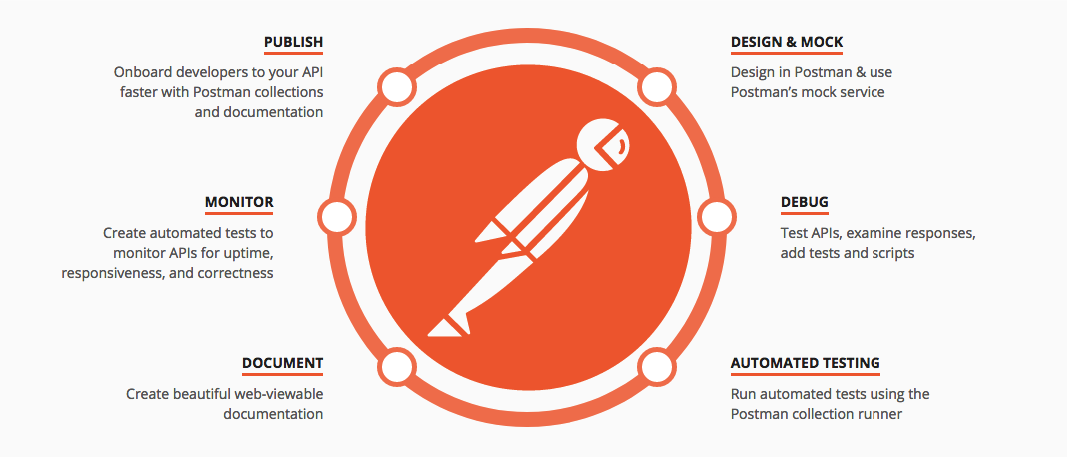 PUBLISH
Onboard developers to your API
faster with Postman collections
and documentation
DESIGN & MOCK
Design in Postman & use
Postman’s mock service
MONITOR
Create automated tests to
monitor APIs for uptime,
responsiveness, and correctness
DEBUG
Test APIs, examine responses,
add tests and scripts
DOCUMENT
Create beautiful web-viewable
documentation
AUTOMATED TESTING
Run automated tests using the
Postman collection runner